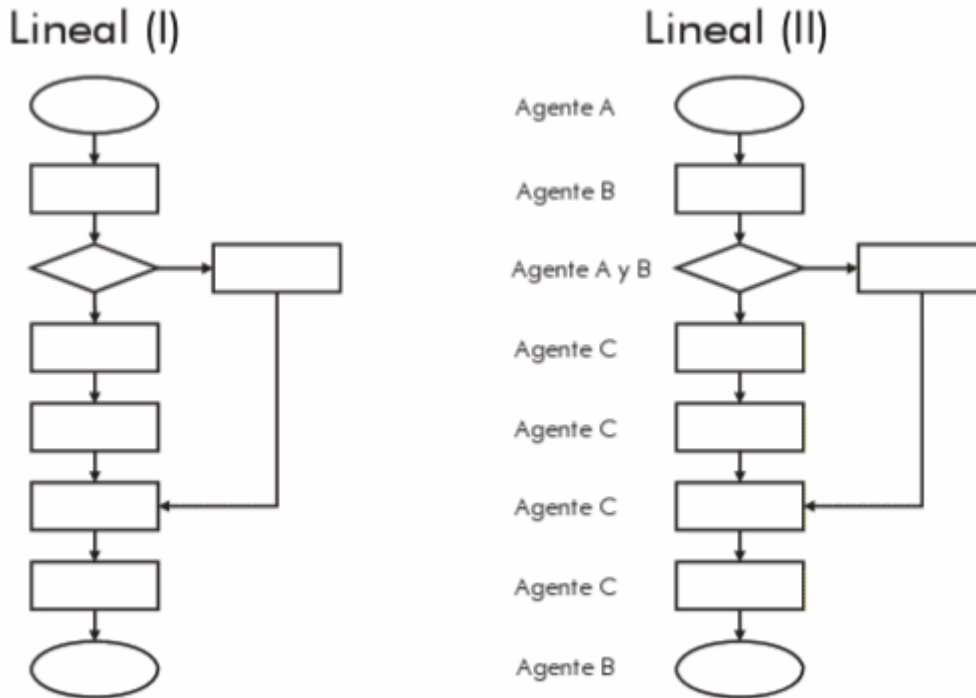 Lineal (I)
Lineal (II)
Agente A
Agente B
Agente A y B
Agente C
Agente C
Agente C
Agente C
Agente B